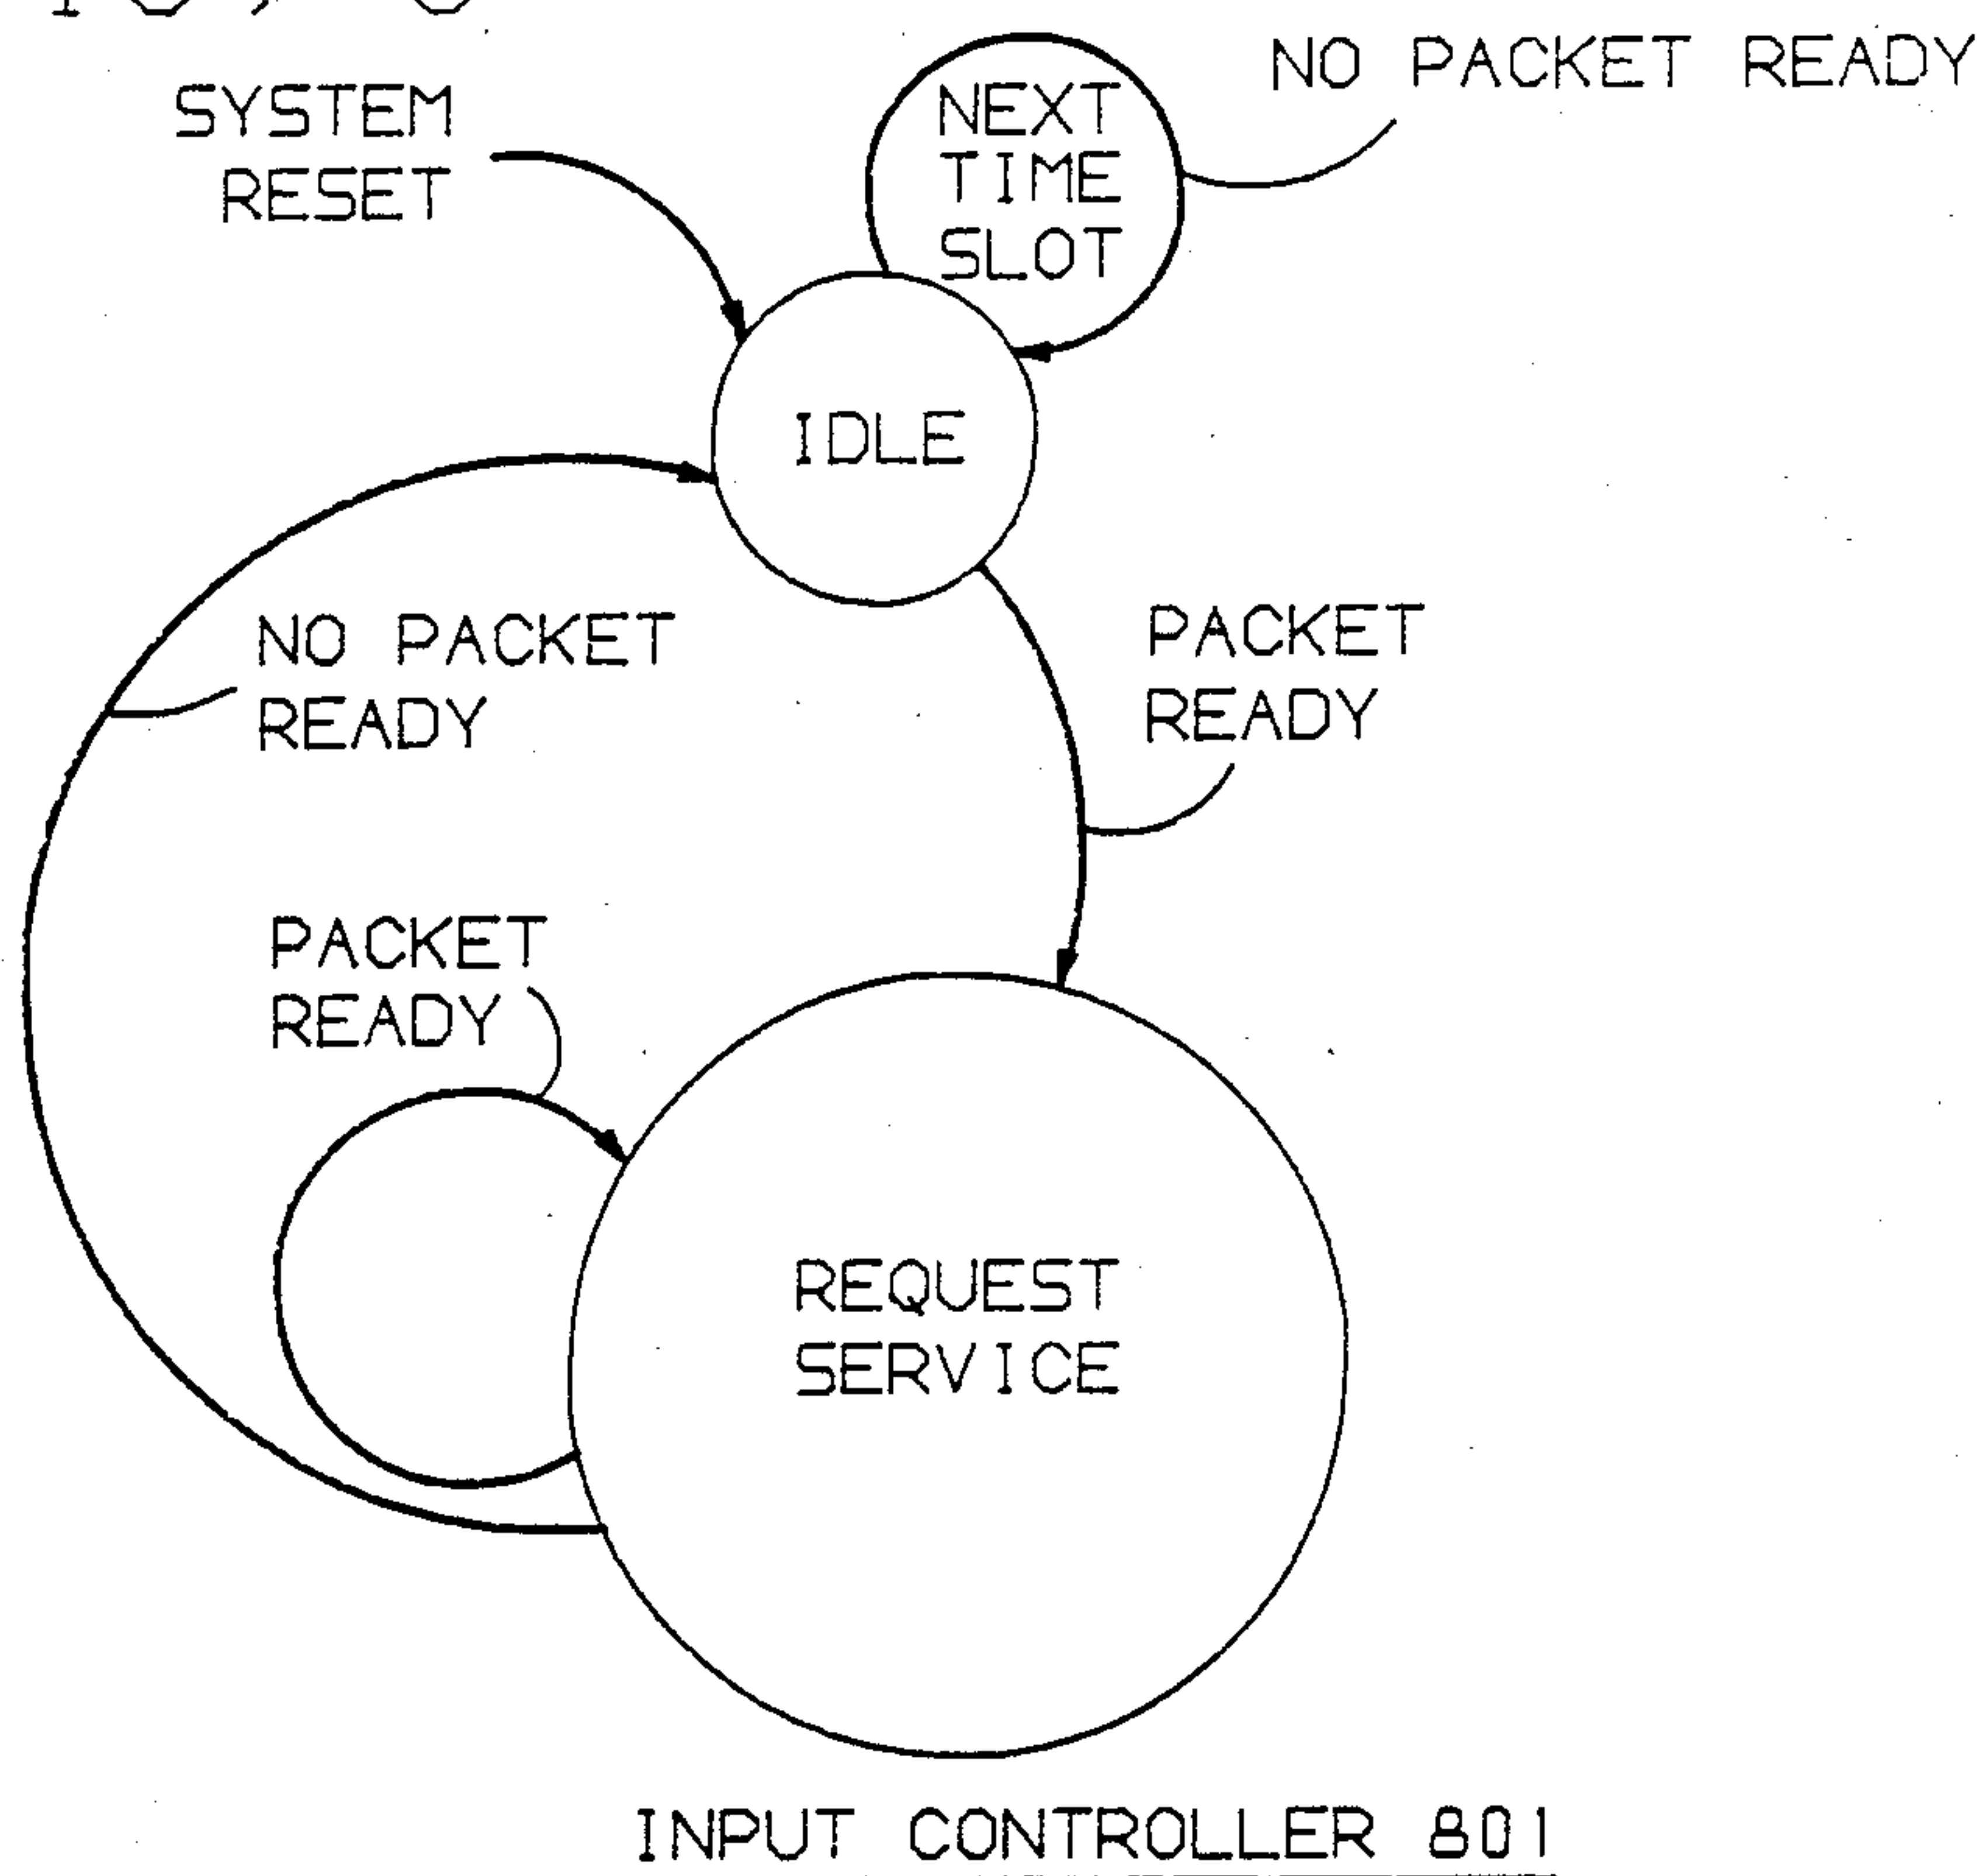 NO PACKET READY
SYSTEM
RESET
NEXT
TIME
SLOT
IDLE
NO PACKET
READY
PACKET
READY
PACKET
READY
REQUEST
SERVICE
INPUT CONTROLLER 801